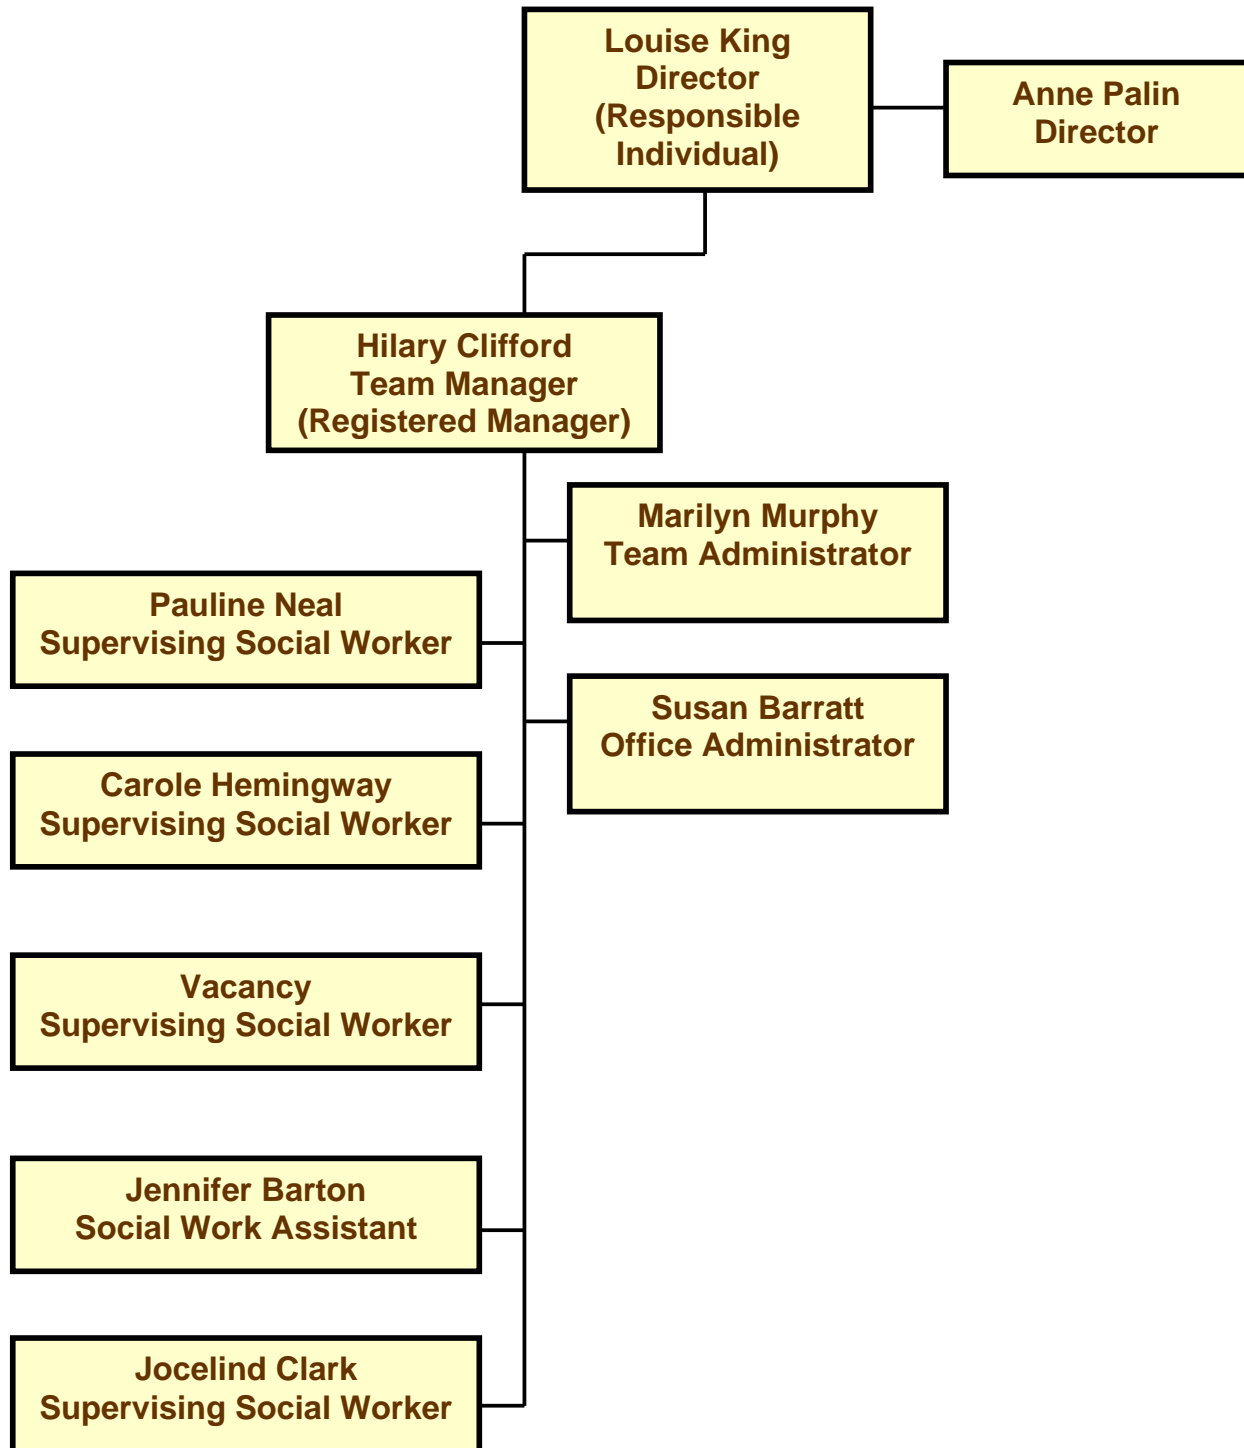 Louise King
Director
(Responsible
Individual)
Anne Palin
Director
Hilary Clifford
Team Manager
(Registered Manager)
Marilyn Murphy
Team Administrator
Pauline Neal
Supervising Social Worker
Susan Barratt
Office Administrator
Carole Hemingway
Supervising Social Worker
Vacancy
Supervising Social Worker
Jennifer Barton
Social Work Assistant
Jocelind Clark
Supervising Social Worker